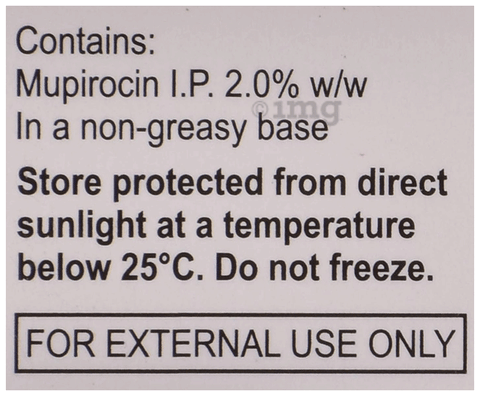 Contains:
Mupirocin I.P. 2.0% w/w
In a non-greasy base
Store protected from direct
sunlight at a temperature
below 25°C. Do not freeze.
FOR EXTERNAL USE ONLY
©1mg